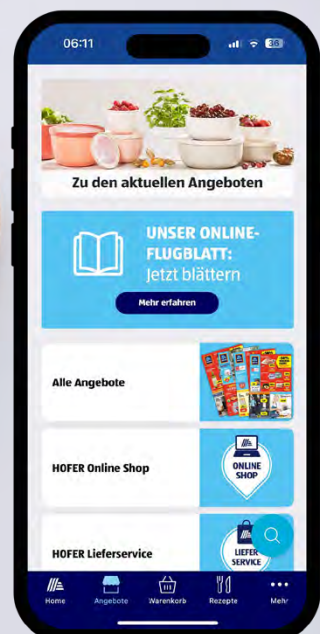 06:11
36
Zu den aktuellen Angeboten
UNSER ONLINE-
FLUGBLATT:
Jetzt blättern
Mehr erfahren
Alle Angebote
HOFER Online Shop
ONLINE
SHOP
HOFER Lieferservice
LIEFER
SERVICE
Home Angebote Warenkorb Rezepte Mehr